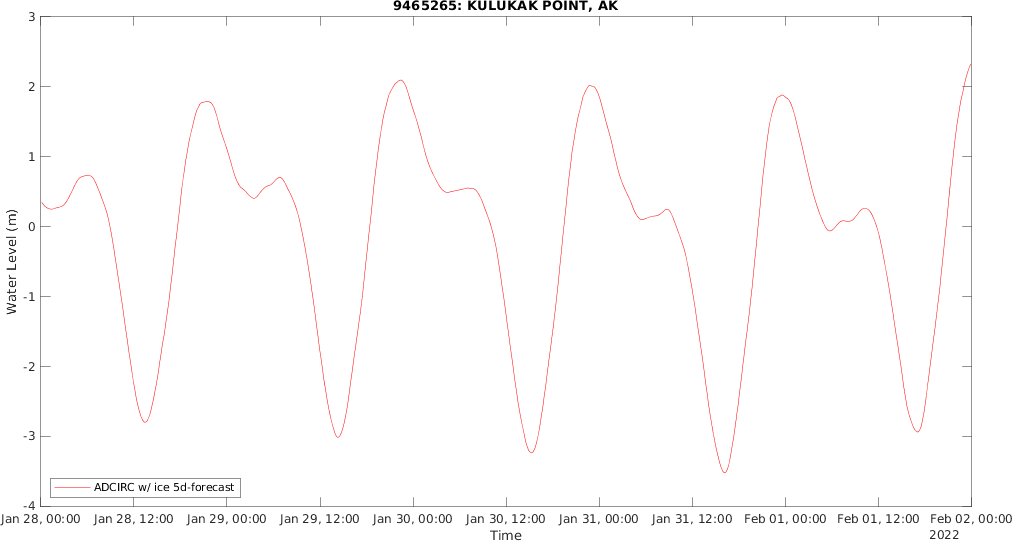 9465265: KULUKAK POINT, AK
3
2
1
0
-1
-2
-3
-4
Water Level (m)
ADCIRC w/ ice 5d-forecast
Jan 28, 00:00 Jan 28, 12:00 Jan 29, 00:00 Jan 29, 12:00 Jan 30, 00:00 Jan 30, 12:00 Jan 31, 00:00 Jan 31, 12:00 Feb 01, 00:00 Feb 01, 12:00 Feb 02, 00:00
Time
2022